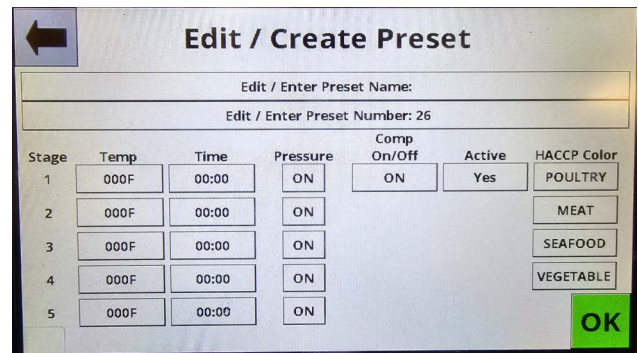 Edit / Create Preset
Edit / Enter Preset Name:
Edit / Enter Preset Number: 26
Stage Temp Time Pressure Comp On/Off Active HACCP Color
1 000F 00:00 ON ON Yes POULTRY
2 000F 00:00 ON MEAT
3 000F 00:00 ON SEAFOOD
4 000F 00:00 ON VEGETABLE
5 000F 00:00 ON
OK